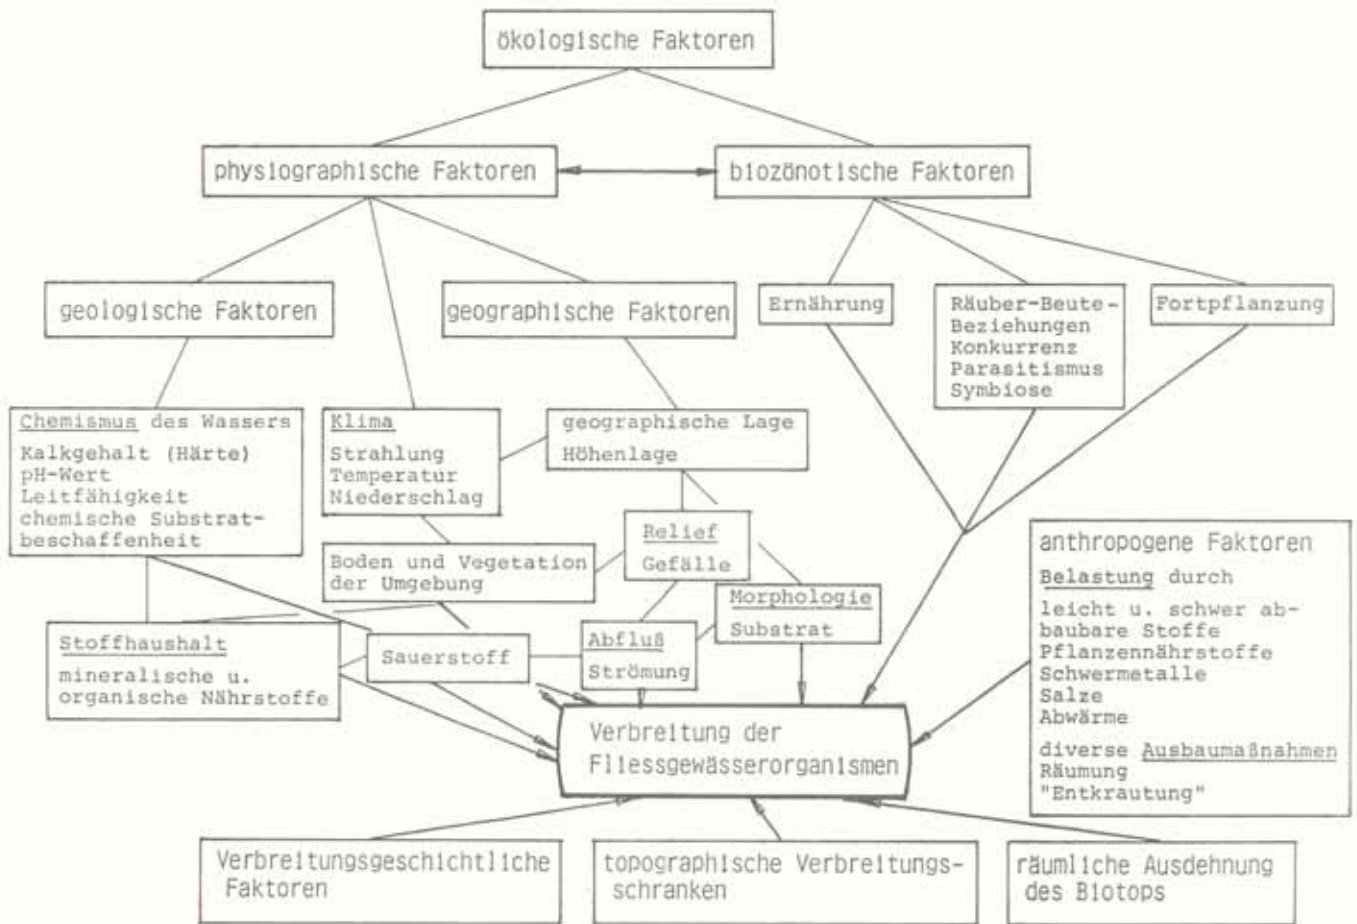 ökologische Faktoren
physiographische Faktoren
biozönotische Faktoren
geologische Faktoren
geographische Faktoren
Ernährung
Räuber-Beute-
Beziehungen
Konkurrenz
Parasitismus
Symbiose
Fortpflanzung
Chemismus des Wassers
Kalkgehalt (Härte)
pH-Wert
Leitfähigkeit
chemische Substrat-
beschaffenheit
Klima
Strahlung
Temperatur
Niederschlag
geographische Lage
Höhenlage
Relief
Gefälle
Boden und Vegetation
der Umgebung
Morphologie
Substrat
anthropogene Faktoren
Belastung durch
leicht u. schwer ab-
baubare Stoffe
Pflanzennährstoffe
Schwermetalle
Salze
Abwärme
diverse Ausbaumaßnahmen
Räumung
"Entkrautung"
Stoffhaushalt
mineralische u.
organische Nährstoffe
Sauerstoff
Abfluß
Strömung
Verbreitung der
Fliessgewässerorganismen
Verbreitungsgeschichtliche
Faktoren
topographische Verbreitungs-
schranken
räumliche Ausdehnung
des Biotops